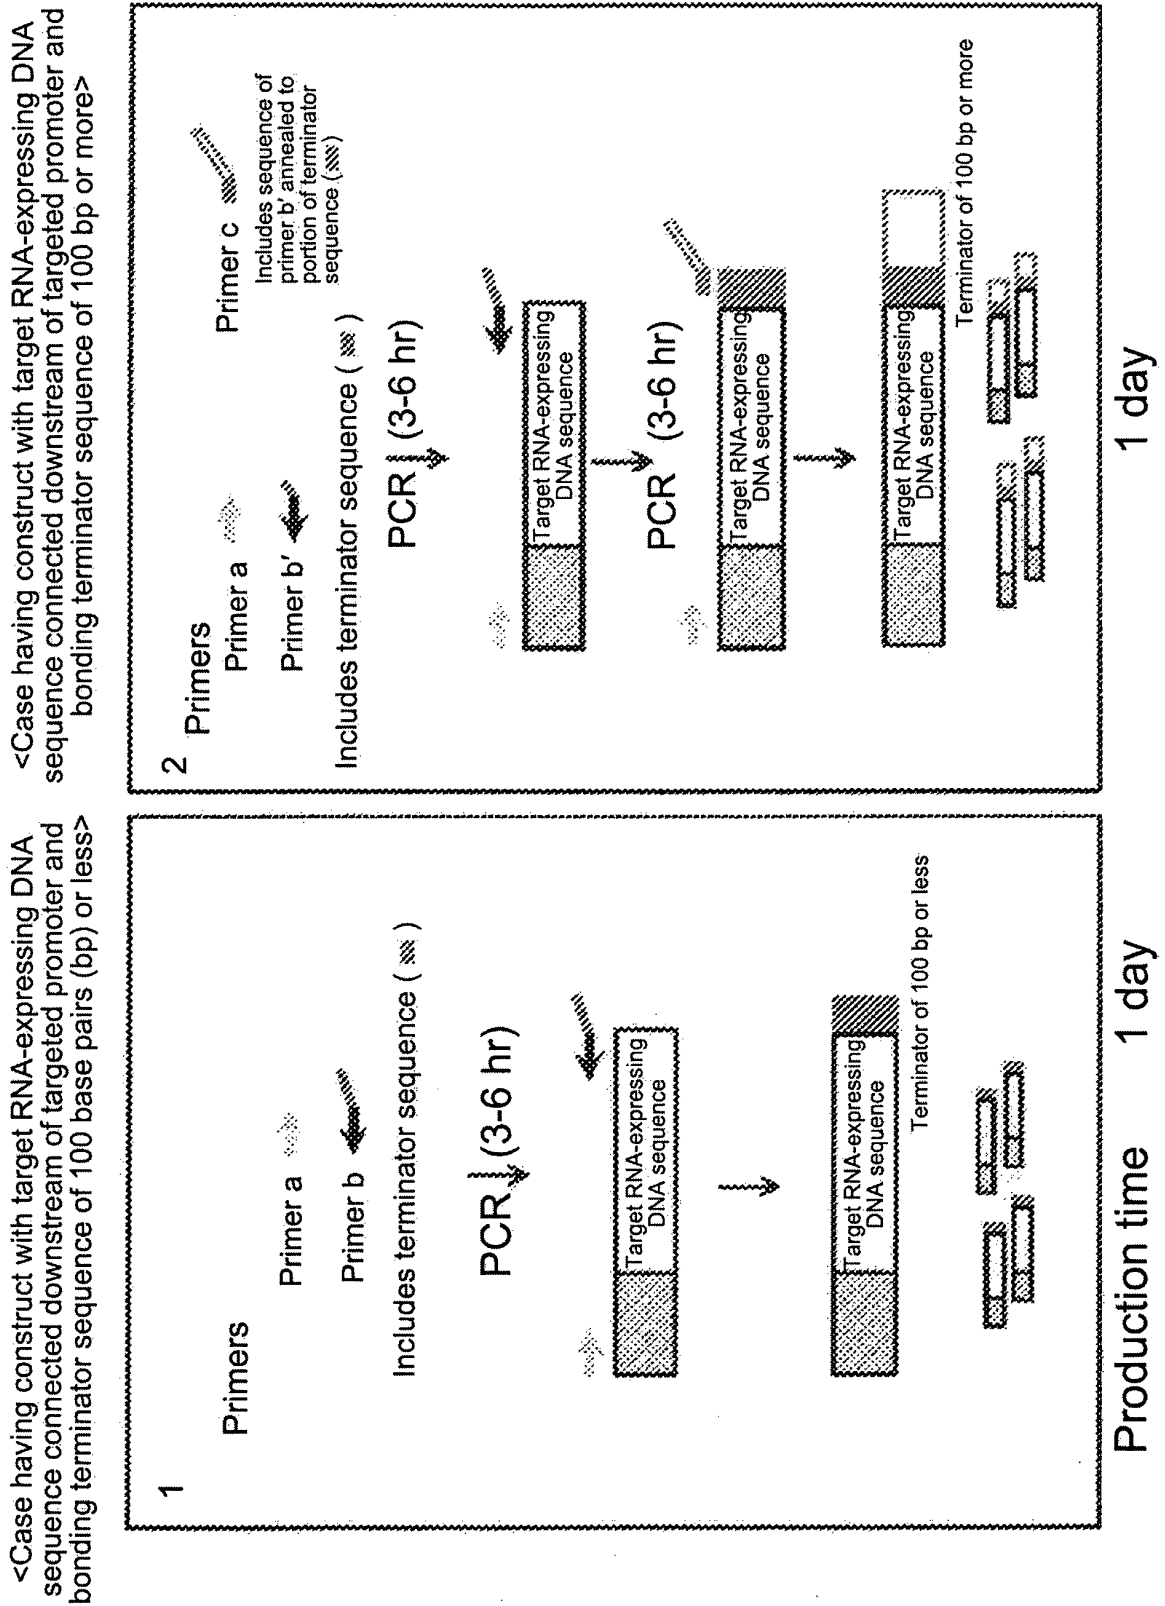 <Case having construct with target RNA-expressing DNA
sequence connected downstream of targeted promoter and
bonding terminator sequence of 100 base pairs (bp) or less>
1
Primers
Primer a
Primer b
Includes terminator sequence ( )
PCR (3-6 hr)
Target RNA-expressing
DNA sequence
Target RNA-expressing
DNA sequence
Terminator of 100 bp or less
<Case having construct with target RNA-expressing DNA
sequence connected downstream of targeted promoter and
bonding terminator sequence of 100 bp or more>
2
Primers
Primer a
Primer b'
Includes terminator sequence ( )
Primer c
Includes sequence of
primer b' annealed to
portion of terminator
sequence ( )
PCR (3-6 hr)
Target RNA-expressing
DNA sequence
PCR (3-6 hr)
Target RNA-expressing
DNA sequence
Target RNA-expressing
DNA sequence
Terminator of 100 bp or more
Production time 1 day 1 day